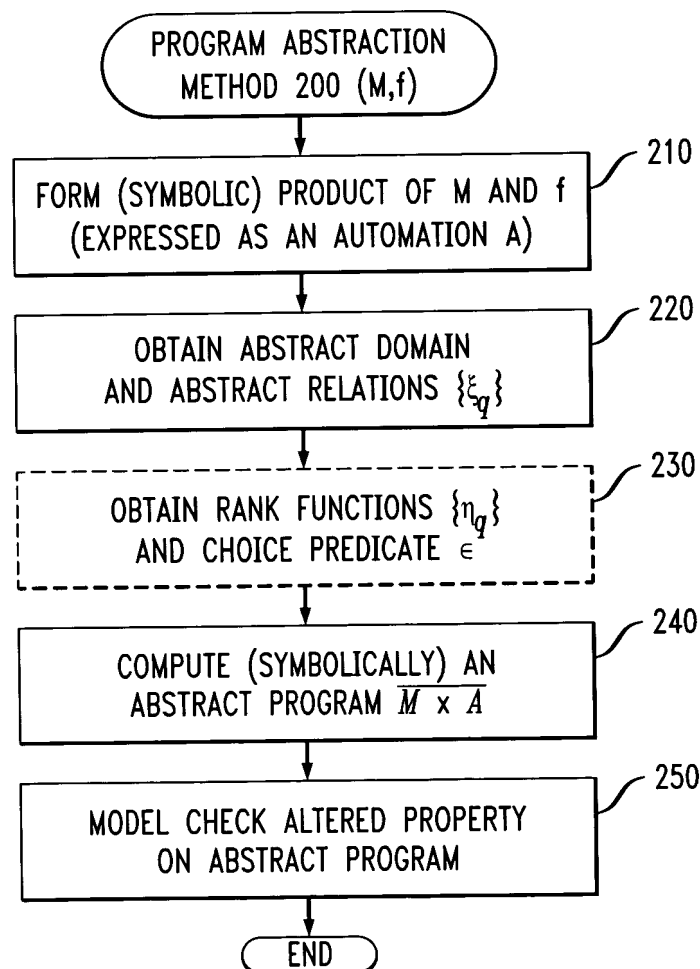 PROGRAM ABSTRACTION
METHOD 200 (M,f)
210
FORM (SYMBOLIC) PRODUCT OF M AND f
(EXPRESSED AS AN AUTOMATION A)
220
OBTAIN ABSTRACT DOMAIN
AND ABSTRACT RELATIONS {ξq}
230
OBTAIN RANK FUNCTIONS {ηq}
AND CHOICE PREDICATE ∈
240
COMPUTE (SYMBOLICALLY) AN
ABSTRACT PROGRAM M̅ ̅x̅ ̅A̅
250
MODEL CHECK ALTERED PROPERTY
ON ABSTRACT PROGRAM
END